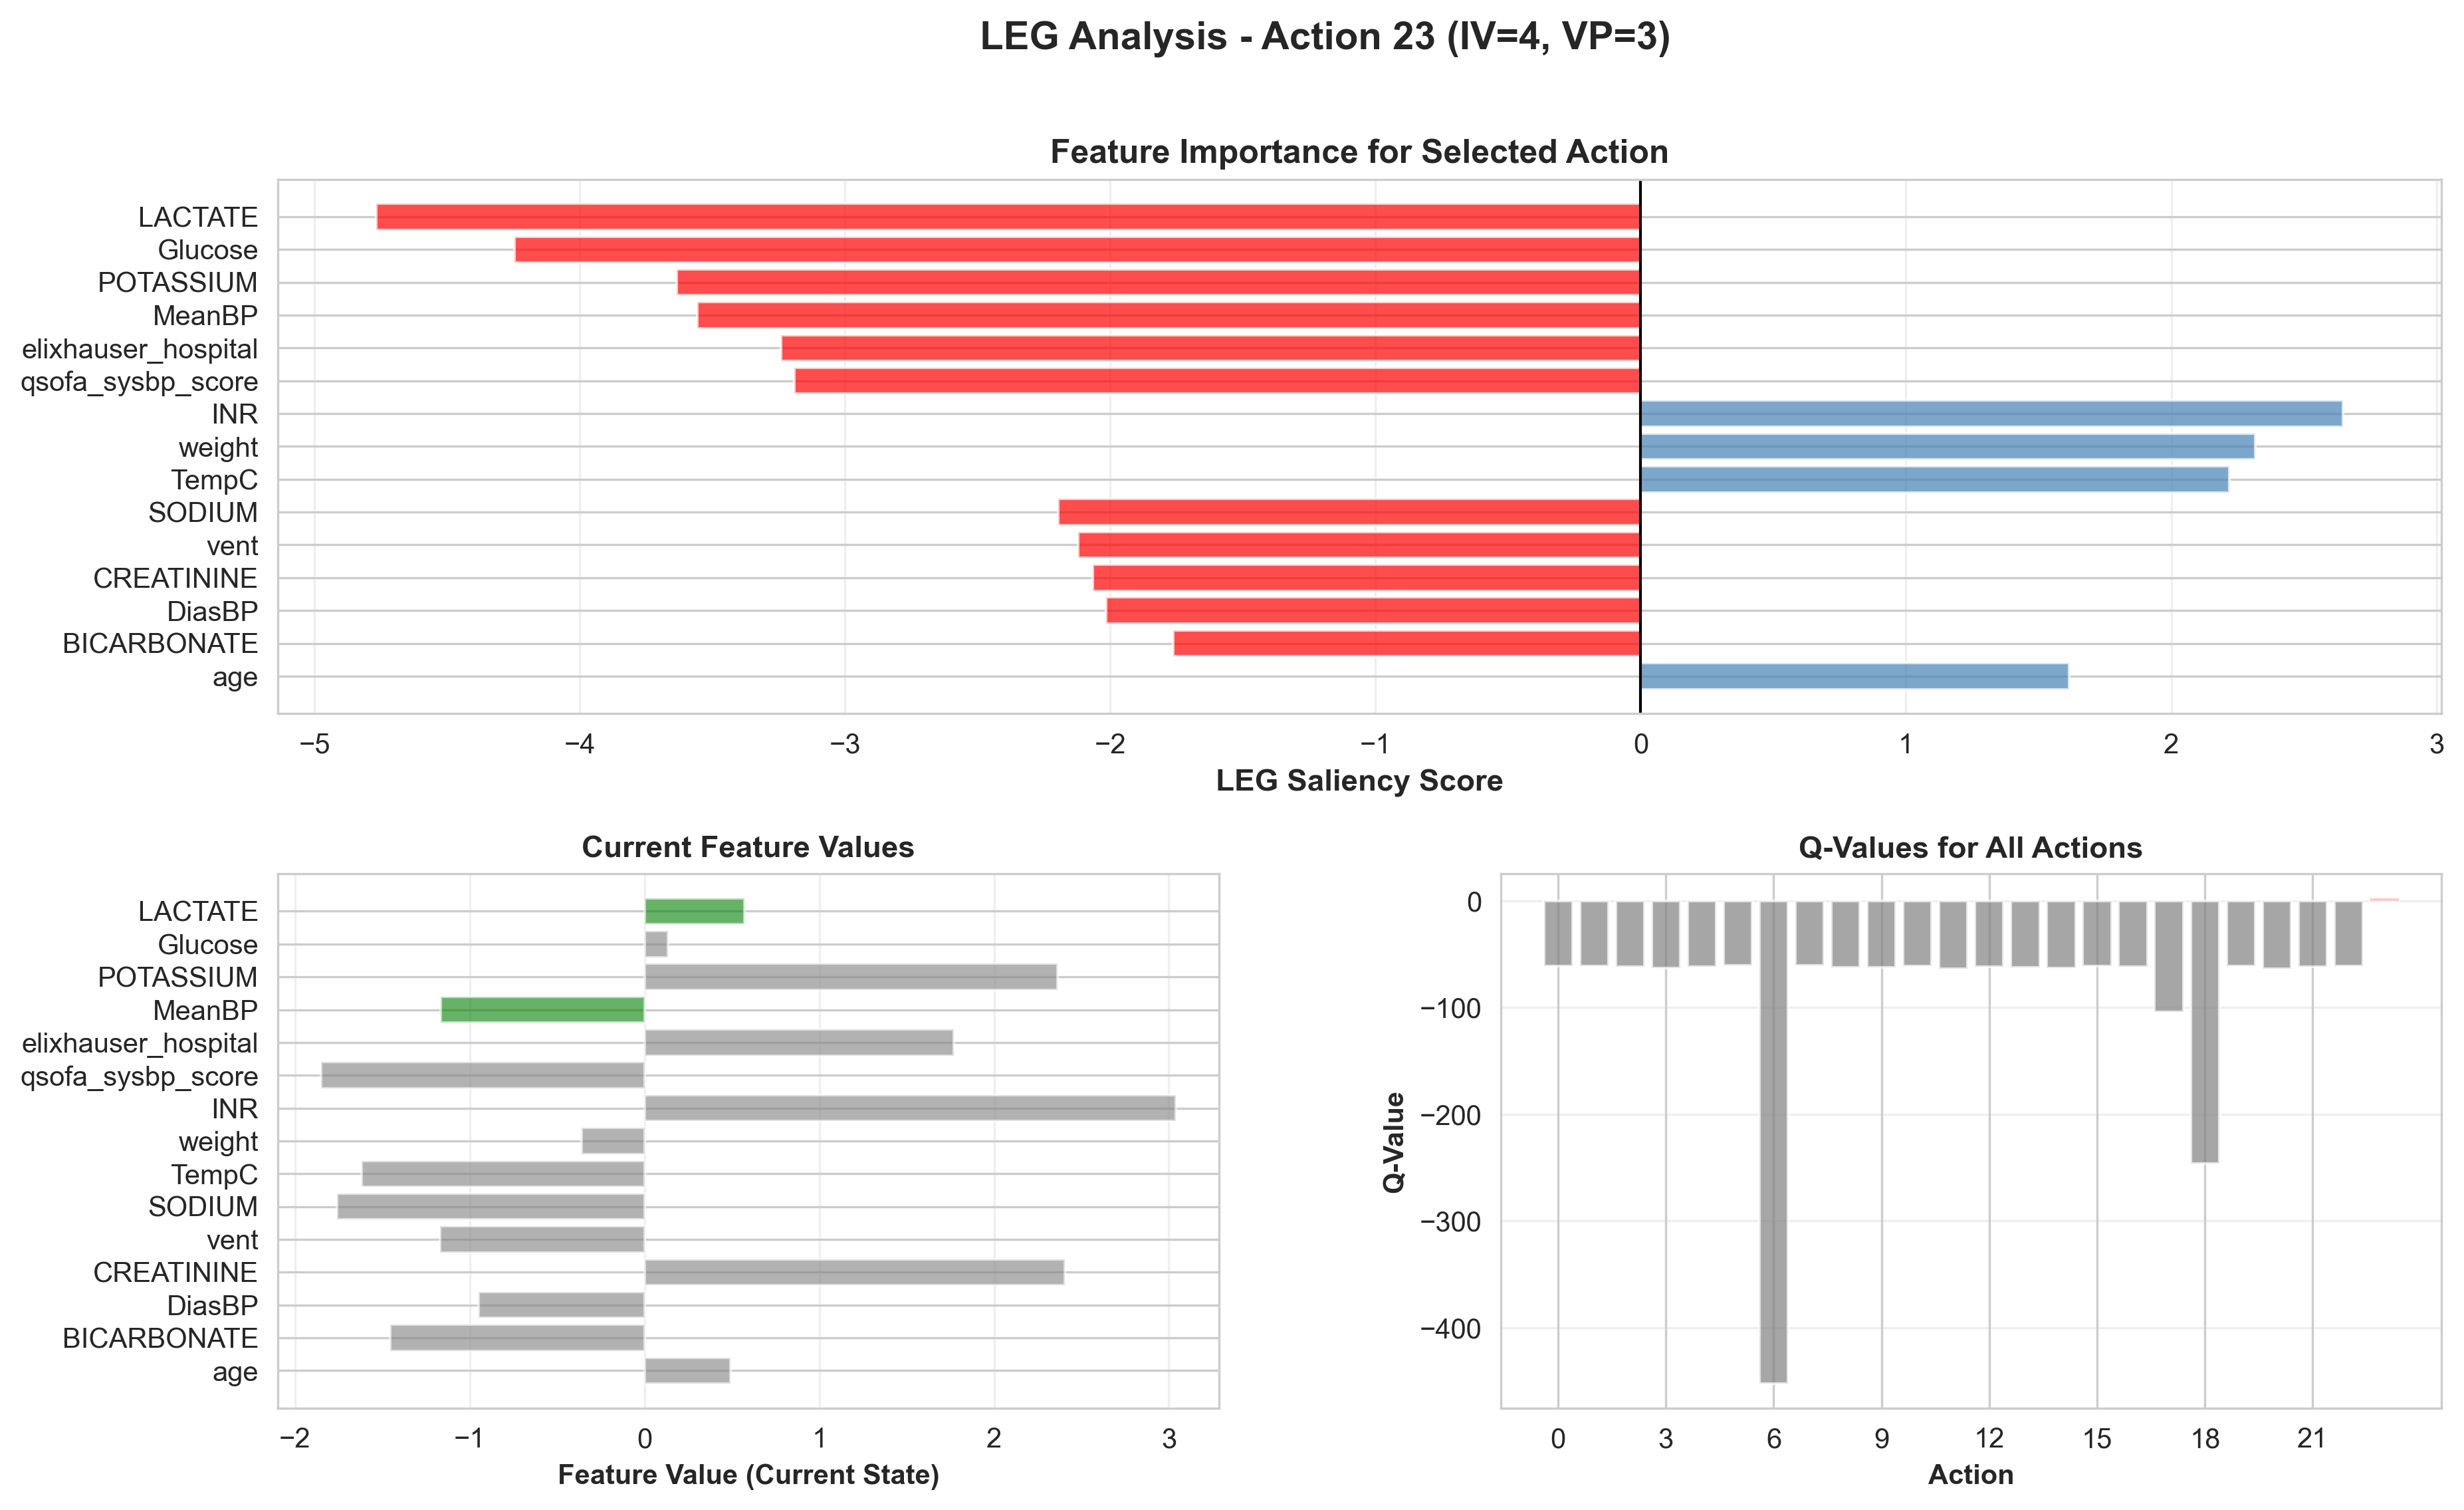 LEG Analysis - Action 23 (IV=4, VP=3)
Feature Importance for Selected Action
LACTATE
Glucose
POTASSIUM
MeanBP
elixhauser_hospital
qsofa_sysbp_score
INR
weight
TempC
SODIUM
vent
CREATININE
DiasBP
BICARBONATE
age
−5 −4 −3 −2 −1 0 1 2 3
LEG Saliency Score
Current Feature Values
LACTATE
Glucose
POTASSIUM
MeanBP
elixhauser_hospital
qsofa_sysbp_score
INR
weight
TempC
SODIUM
vent
CREATININE
DiasBP
BICARBONATE
age
−2 −1 0 1 2 3
Feature Value (Current State)
Q-Values for All Actions
0
−100
−200
−300
−400
Q-Value
0 3 6 9 12 15 18 21
Action